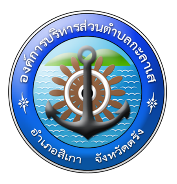 องค์การบริหารส่วนตำบลกะลาเส
อำเภอสิเกา จังหวัดตรัง